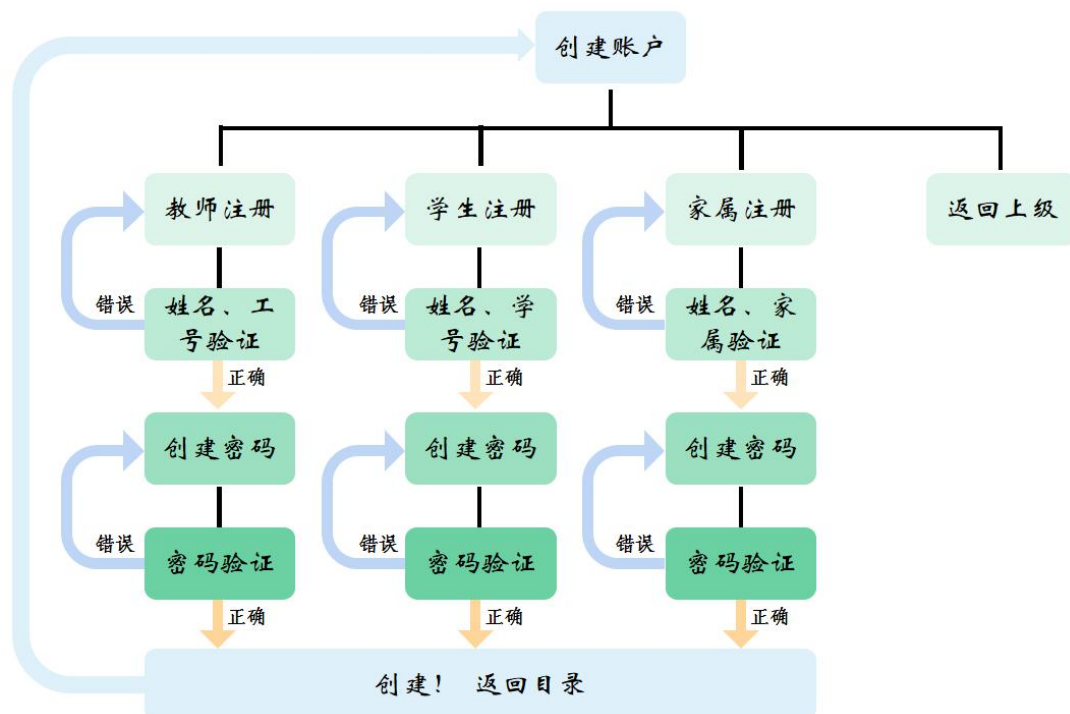 创建账户
教师注册
学生注册
家属注册
返回上级
错误
姓名、工
号验证
错误
姓名、学
号验证
错误
姓名、家
属验证
正确
正确
正确
创建密码
创建密码
创建密码
错误
密码验证
错误
密码验证
错误
密码验证
正确
正确
正确
创建! 返回目录